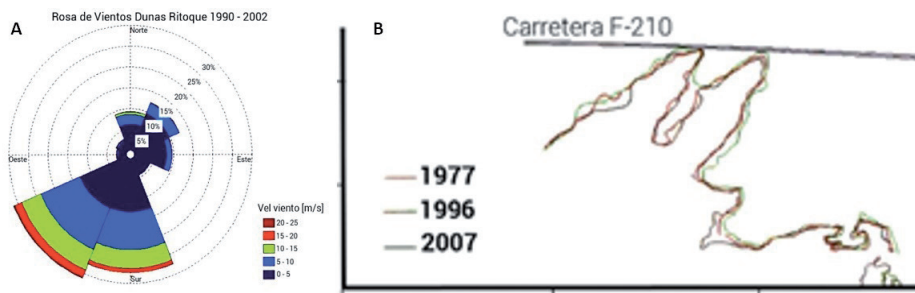 A
Rosa de Vientos Dunas Ritoque 1990 - 2002
Norte
30%
25%
20%
15%
10%
5%
Oeste
Este
Sur
Vel viento [m/s]
20 - 25
15 - 20
10 - 15
5 - 10
0 - 5
B
Carretera F-210
1977
1996
2007